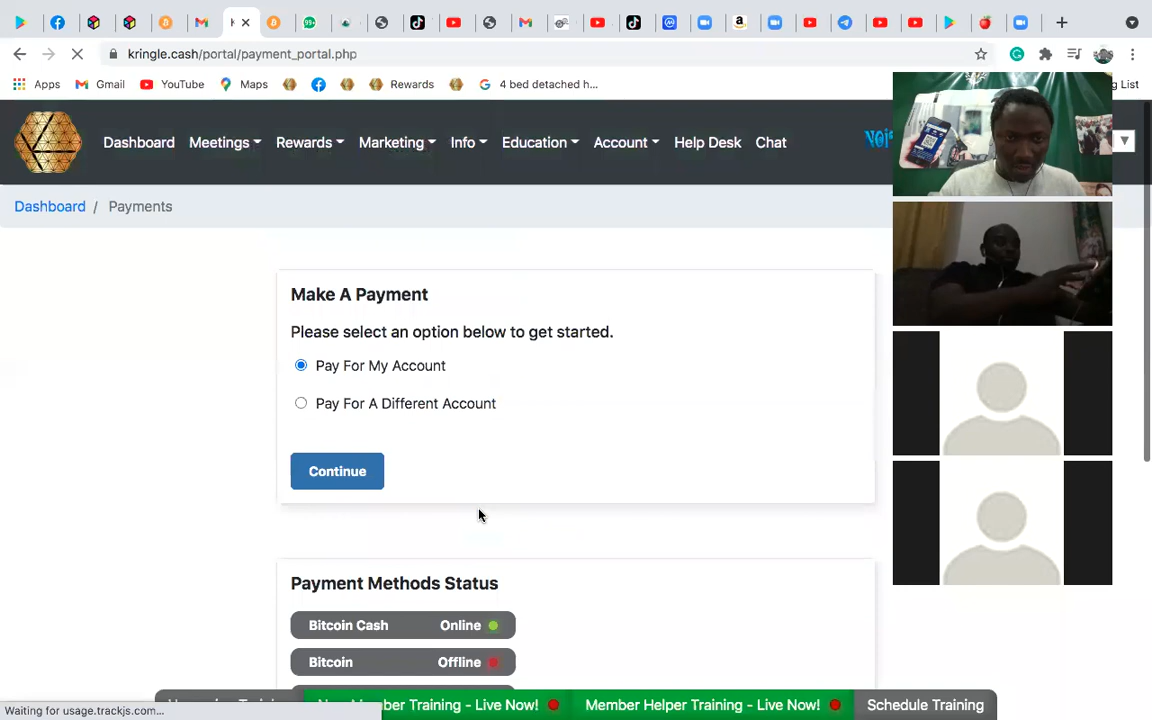 kringle.cash/portal/payment_portal.php
Apps Gmail YouTube Maps Rewards 4 bed detached h...
Dashboard Meetings Rewards Marketing Info Education Account Help Desk Chat
Dashboard / Payments
Make A Payment
Please select an option below to get started.
Pay For My Account
Pay For A Different Account
Continue
Payment Methods Status
Bitcoin Cash Online
Bitcoin Offline
Member Training - Live Now! Member Helper Training - Live Now! Schedule Training
Waiting for usage.trackjs.com...